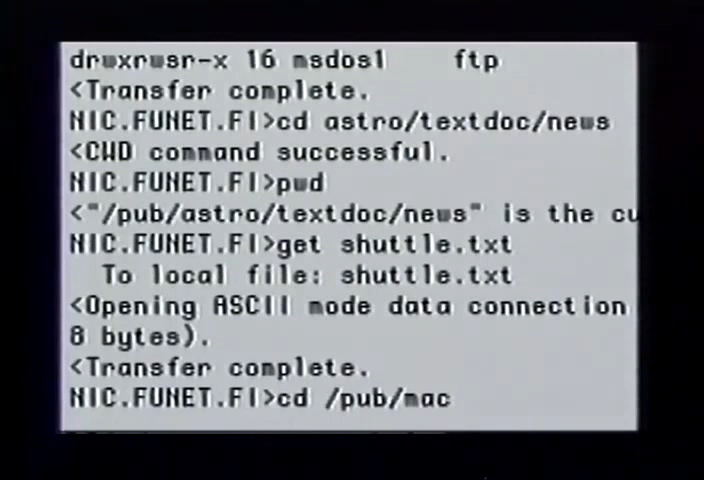 drwxrwsr-x 16 msdos1    ftp
<Transfer complete.
NIC.FUNET.FI>cd astro/textdoc/news
<CWD command successful.
NIC.FUNET.FI>pwd
<"/pub/astro/textdoc/news" is the cu
NIC.FUNET.FI>get shuttle.txt
  To local file: shuttle.txt
<Opening ASCII mode data connection
8 bytes).
<Transfer complete.
NIC.FUNET.FI>cd /pub/mac